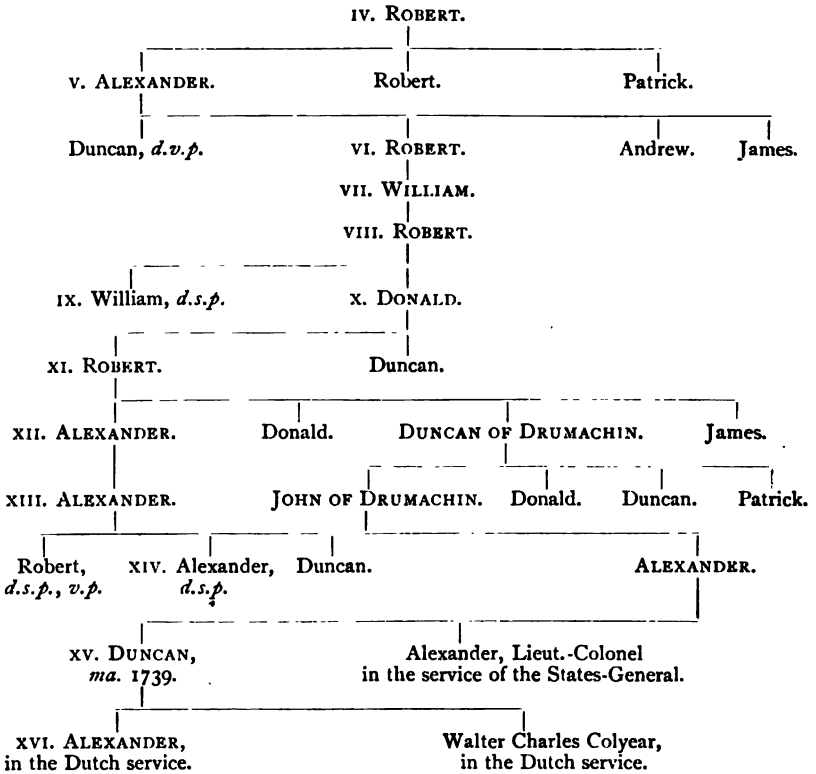 IV. ROBERT.
V. ALEXANDER. Robert. Patrick.
Duncan, d.v.p. VI. ROBERT. Andrew. James.
VII. WILLIAM.
VIII. ROBERT.
IX. William, d.s.p. X. DONALD.
XI. ROBERT. Duncan.
XII. ALEXANDER. Donald. DUNCAN OF DRUMACHIN. James.
XIII. ALEXANDER. JOHN OF DRUMACHIN. Donald. Duncan. Patrick.
Robert, XIV. Alexander, Duncan. ALEXANDER.
d.s.p., v.p. d.s.p.
XV. DUNCAN, Alexander, Lieut.-Colonel
ma. 1739. in the service of the States-General.
XVI. ALEXANDER, Walter Charles Colyear,
in the Dutch service. in the Dutch service.